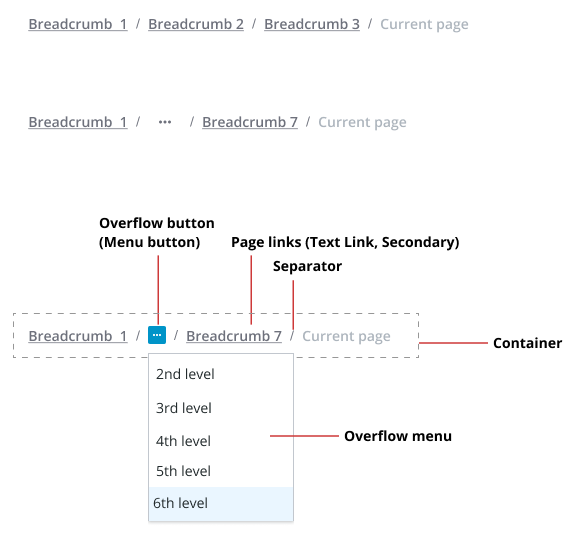 Breadcrumb 1 / Breadcrumb 2 / Breadcrumb 3 / Current page
Breadcrumb 1 / ··· / Breadcrumb 7 / Current page
Overflow button
(Menu button)
Page links (Text Link, Secondary)
Separator
Breadcrumb 1 / ··· / Breadcrumb 7 / Current page
Container
2nd level
3rd level
4th level
Overflow menu
5th level
6th level